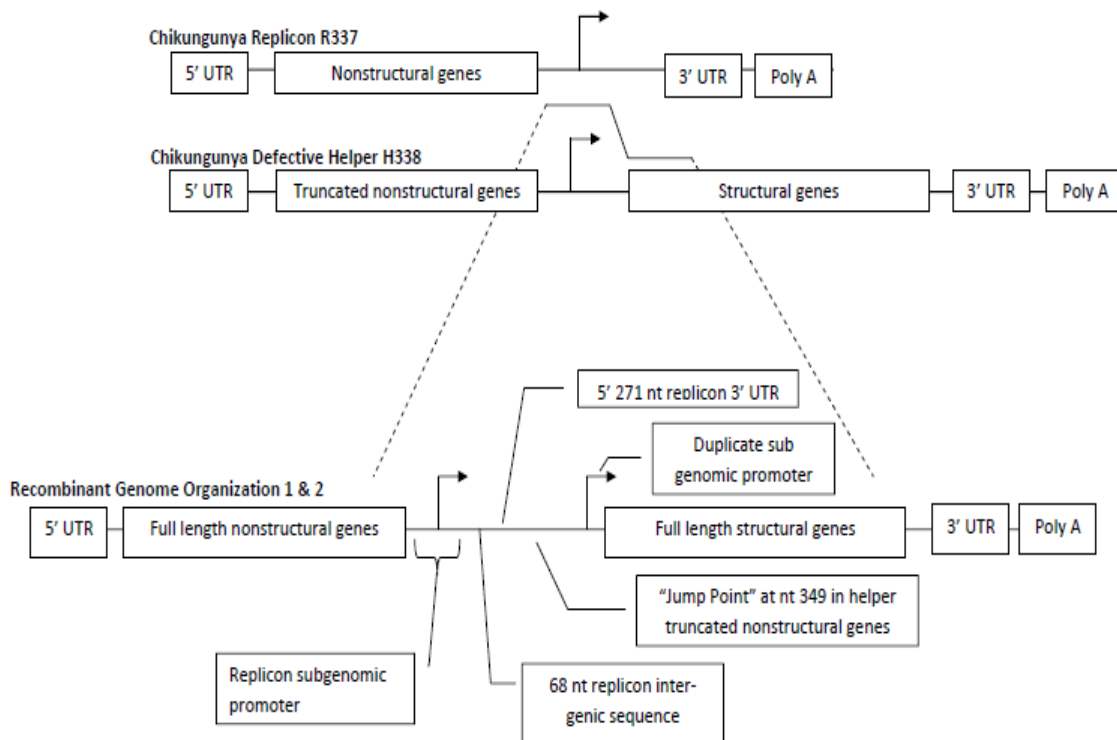 Chikungunya Replicon R337
5' UTR
Nonstructural genes
3' UTR
Poly A
Chikungunya Defective Helper H338
5' UTR
Truncated nonstructural genes
Structural genes
3' UTR
Poly A
5' 271 nt replicon 3' UTR
Duplicate sub
genomic promoter
Recombinant Genome Organization 1 & 2
5' UTR
Full length nonstructural genes
Full length structural genes
3' UTR
Poly A
"Jump Point" at nt 349 in helper
truncated nonstructural genes
Replicon subgenomic
promoter
68 nt replicon inter-
genic sequence